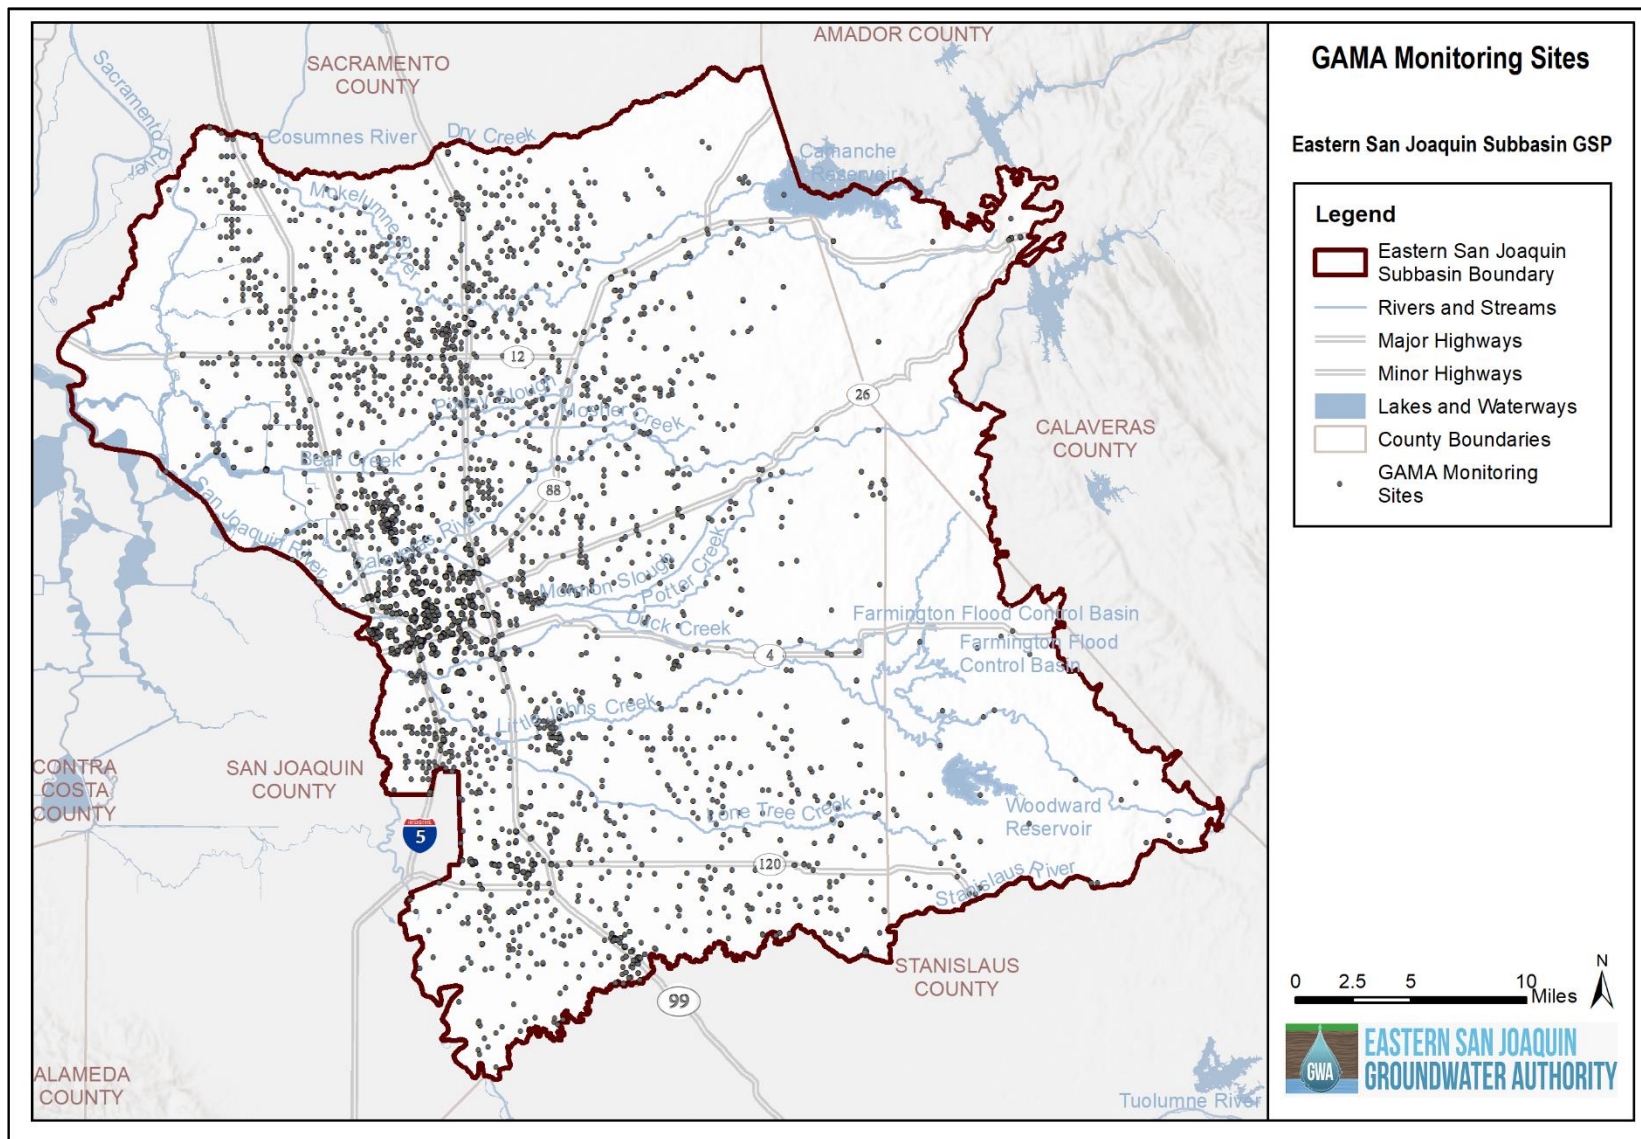 AMADOR COUNTY
SACRAMENTO
COUNTY
Sacramento
River
Cosumnes River
Dry Creek
Camanche
Reservoir
Mokelumne River
12
Pixley Slough
Mosher Creek
26
CALAVERAS
COUNTY
Bear Creek
88
San Joaquin River
Calaveras River
Mormon Slough
Potter Creek
Duck Creek
Farmington Flood Control Basin
Farmington Flood
Control Basin
4
Little Johns Creek
CONTRA
COSTA
COUNTY
SAN JOAQUIN
COUNTY
Lone Tree Creek
Woodward
Reservoir
INTERSTATE
5
120
Stanislaus River
STANISLAUS
COUNTY
99
ALAMEDA
COUNTY
Tuolumne River
GAMA Monitoring Sites
Eastern San Joaquin Subbasin GSP
Legend
Eastern San Joaquin
Subbasin Boundary
Rivers and Streams
Major Highways
Minor Highways
Lakes and Waterways
County Boundaries
GAMA Monitoring
Sites
N
0 2.5 5 10
Miles
GWA
EASTERN SAN JOAQUIN
GROUNDWATER AUTHORITY